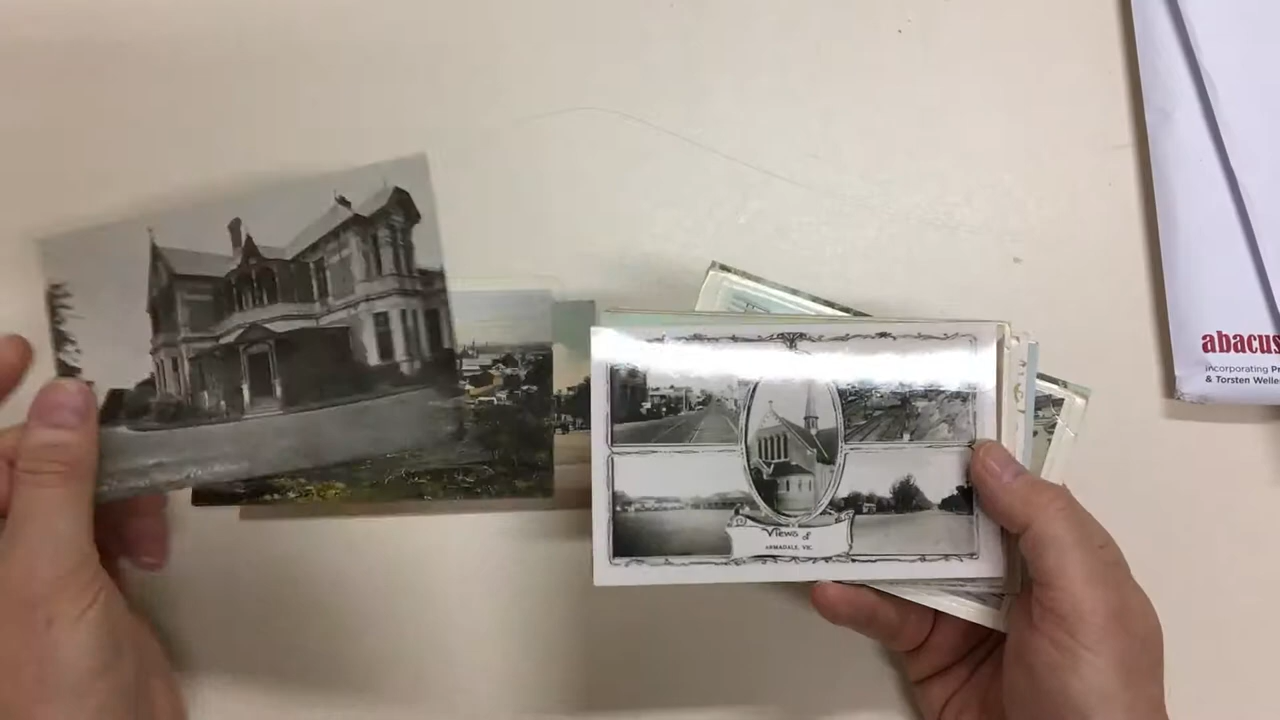 Views of
ARMADALE, VIC.
abacus
incorporating
& Torsten Welle